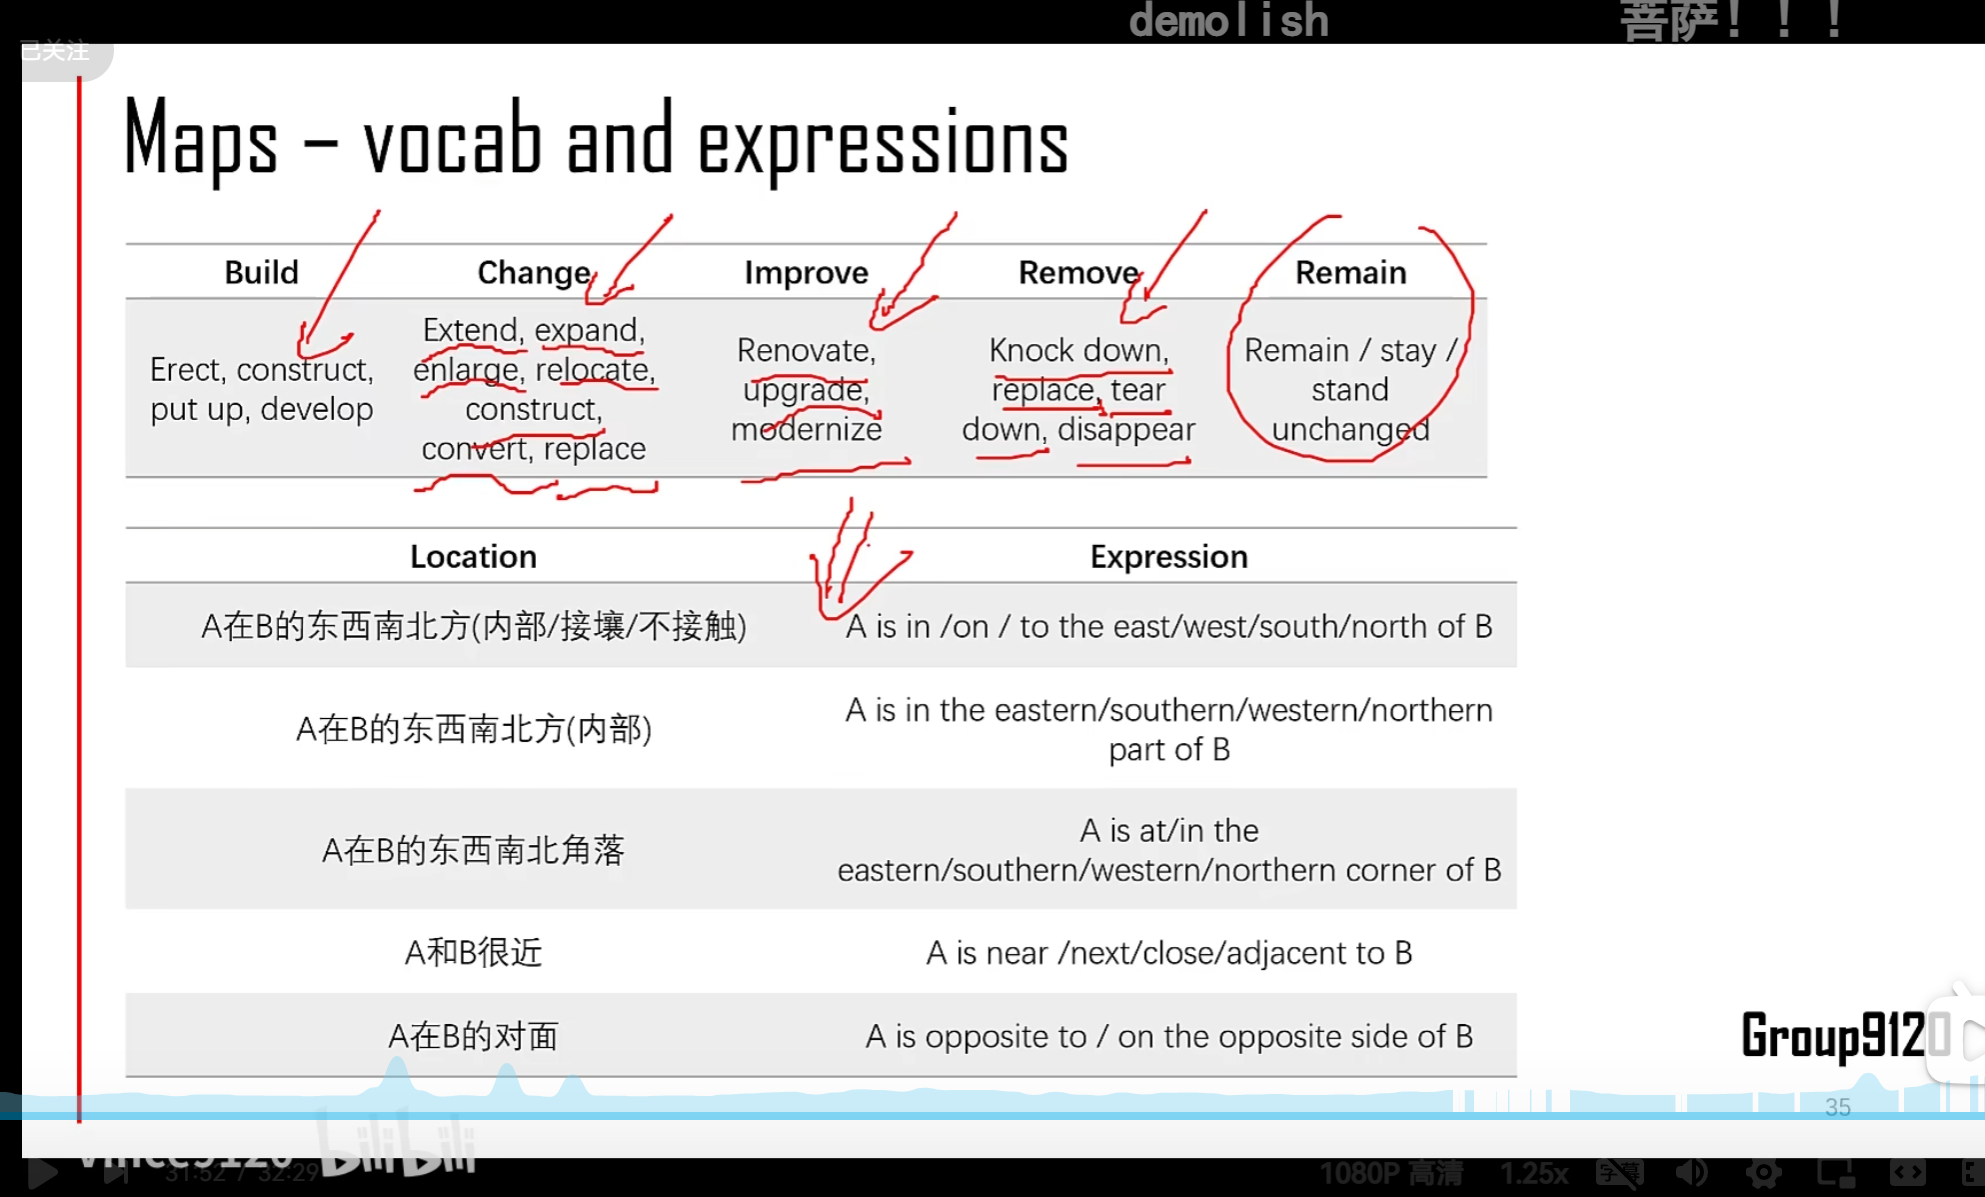 demolish 菩萨！！！
已关注
Maps – vocab and expressions
Build Change Improve Remove Remain
Erect, construct,
put up, develop
Extend, expand,
enlarge, relocate,
construct,
convert, replace
Renovate,
upgrade,
modernize
Knock down,
replace, tear
down, disappear
Remain / stay /
stand
unchanged
Location Expression
A在B的东西南北方(内部/接壤/不接触) A is in /on / to the east/west/south/north of B
A在B的东西南北方(内部) A is in the eastern/southern/western/northern
part of B
A在B的东西南北角落 A is at/in the
eastern/southern/western/northern corner of B
A和B很近 A is near /next/close/adjacent to B
A在B的对面 A is opposite to / on the opposite side of B
Group9120
35
vince9120 bilibili
31:52 / 32:29 1080P 高清 1.25x 字幕